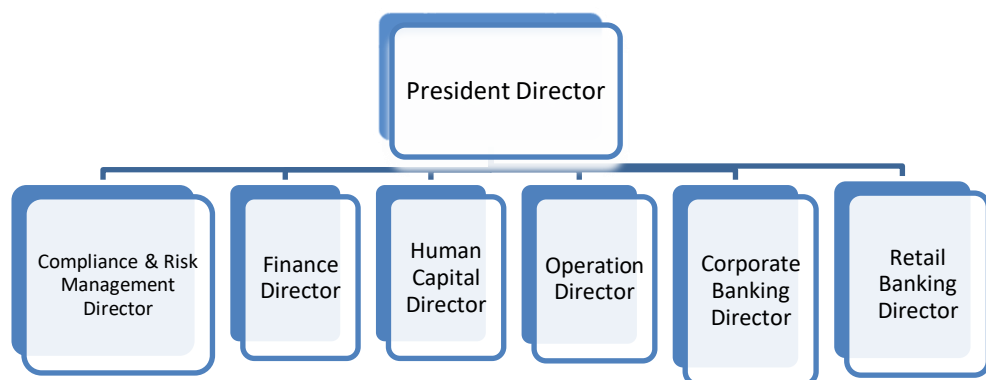 President Director
Compliance & Risk
Management
Director
Finance
Director
Human
Capital
Director
Operation
Director
Corporate
Banking
Director
Retail
Banking
Director